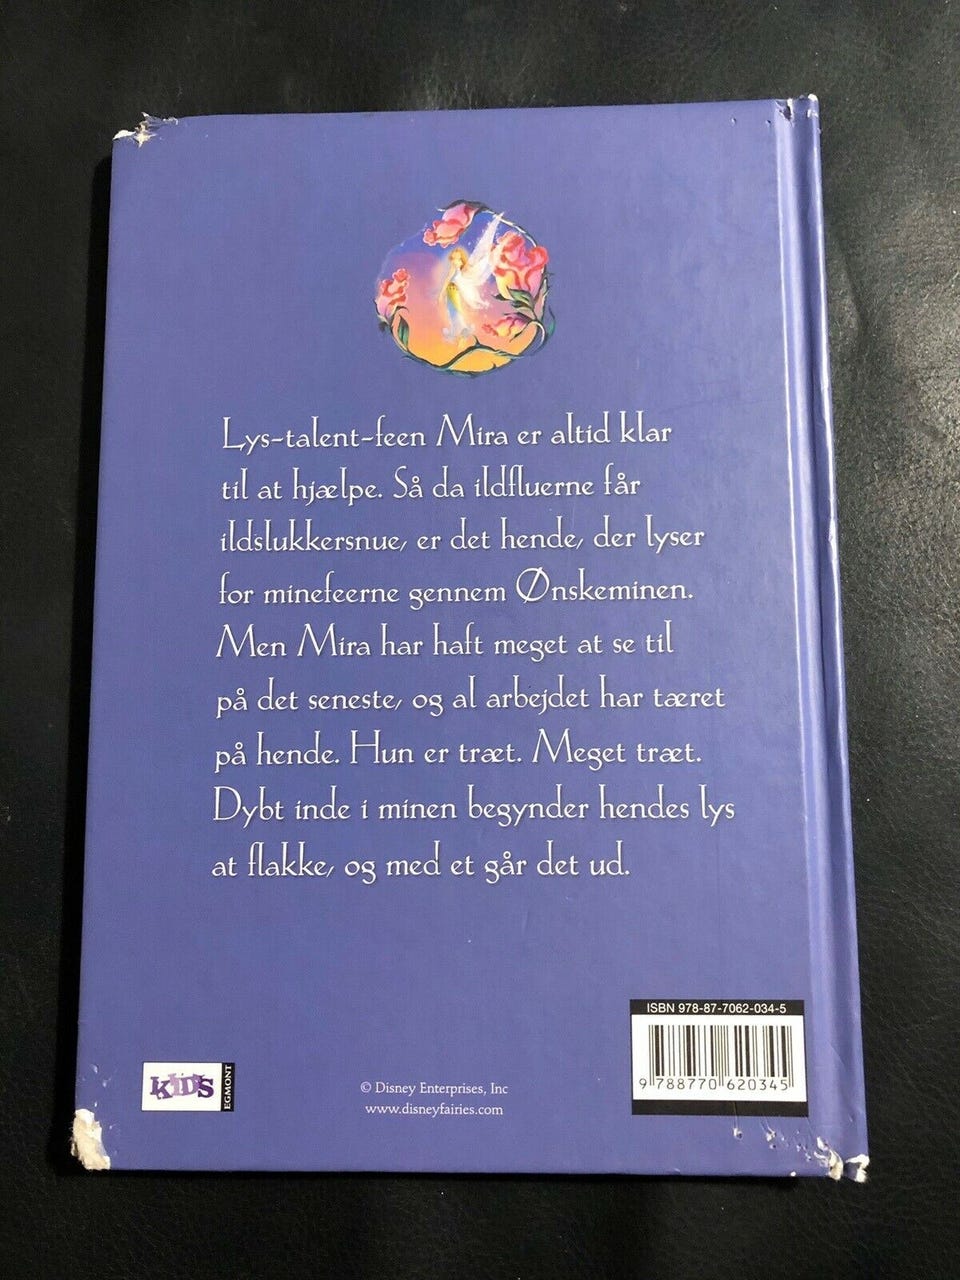 Lys-talent-feen Mira er altid klar
til at hjælpe. Så da ildfluerne får
ildslukkersnue, er det hende, der lyser
for minefeerne gennem Ønskeminen.
Men Mira har haft meget at se til
på det seneste, og al arbejdet har tæret
på hende. Hun er træt. Meget træt.
Dybt inde i minen begynder hendes lys
at flakke, og med et går det ud.
ISBN 978-87-7062-034-5
9 788770 620345
KIDS
EGMONT
© Disney Enterprises, Inc
www.disneyfairies.com